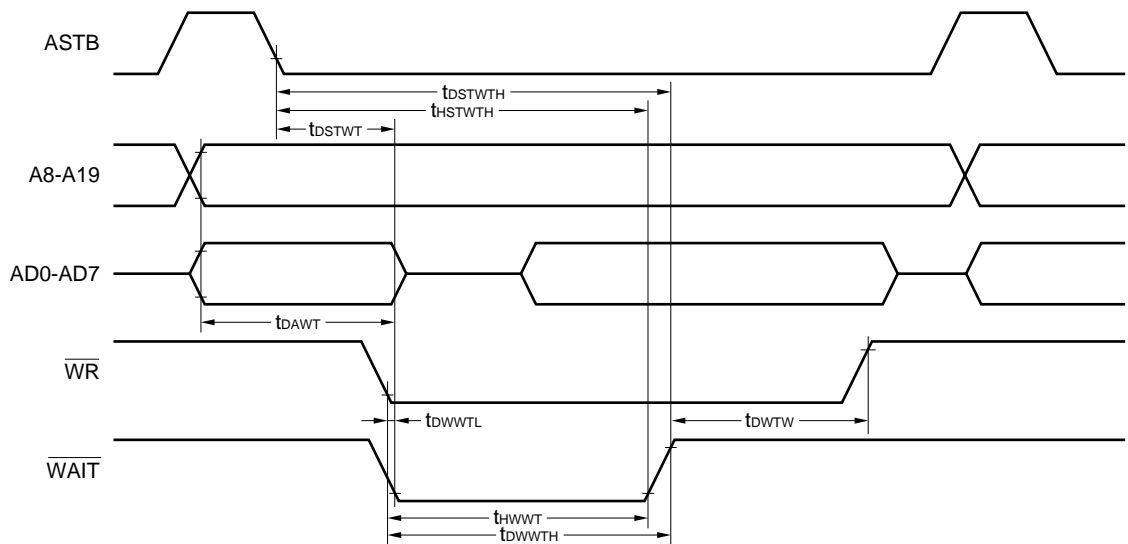 ASTB
tDSTWTH
tHSTWTH
tDSTWT
A8-A19
AD0-AD7
tDAWT
WR
tDWWTL
tDWTW
WAIT
tHWWT
tDWWTH